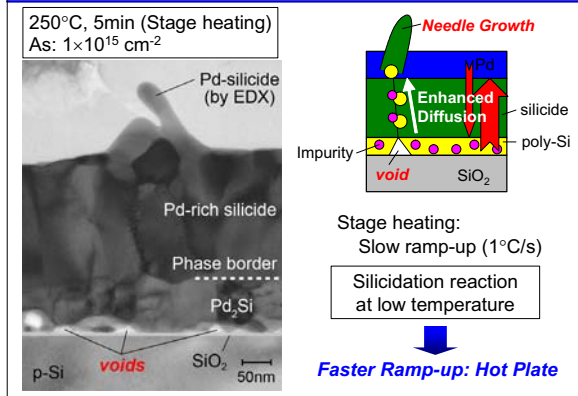 250°C, 5min (Stage heating)
As: 1×10¹⁵ cm⁻²
Pd-silicide
(by EDX)
Pd-rich silicide
Phase border
Pd₂Si
voids
SiO₂
p-Si
50nm
Needle Growth
Pd
Enhanced
Diffusion
silicide
Impurity
poly-Si
void
SiO₂
Stage heating:
Slow ramp-up (1°C/s)
Silicidation reaction
at low temperature
Faster Ramp-up: Hot Plate